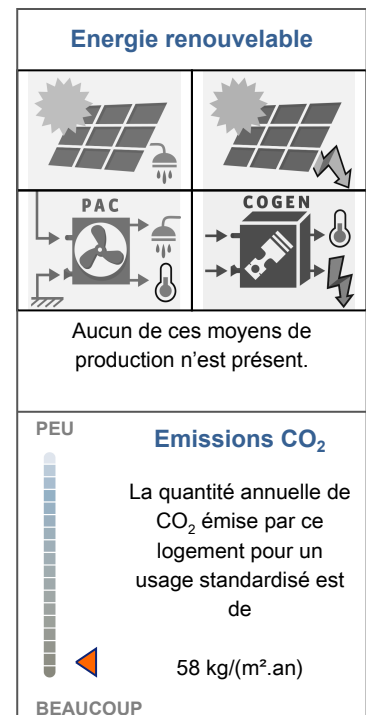 Energie renouvelable
PAC
COGEN
Aucun de ces moyens de
production n'est présent.
PEU
Emissions CO₂
La quantité annuelle de
CO₂ émise par ce
logement pour un
usage standardisé est
de
58 kg/(m².an)
BEAUCOUP